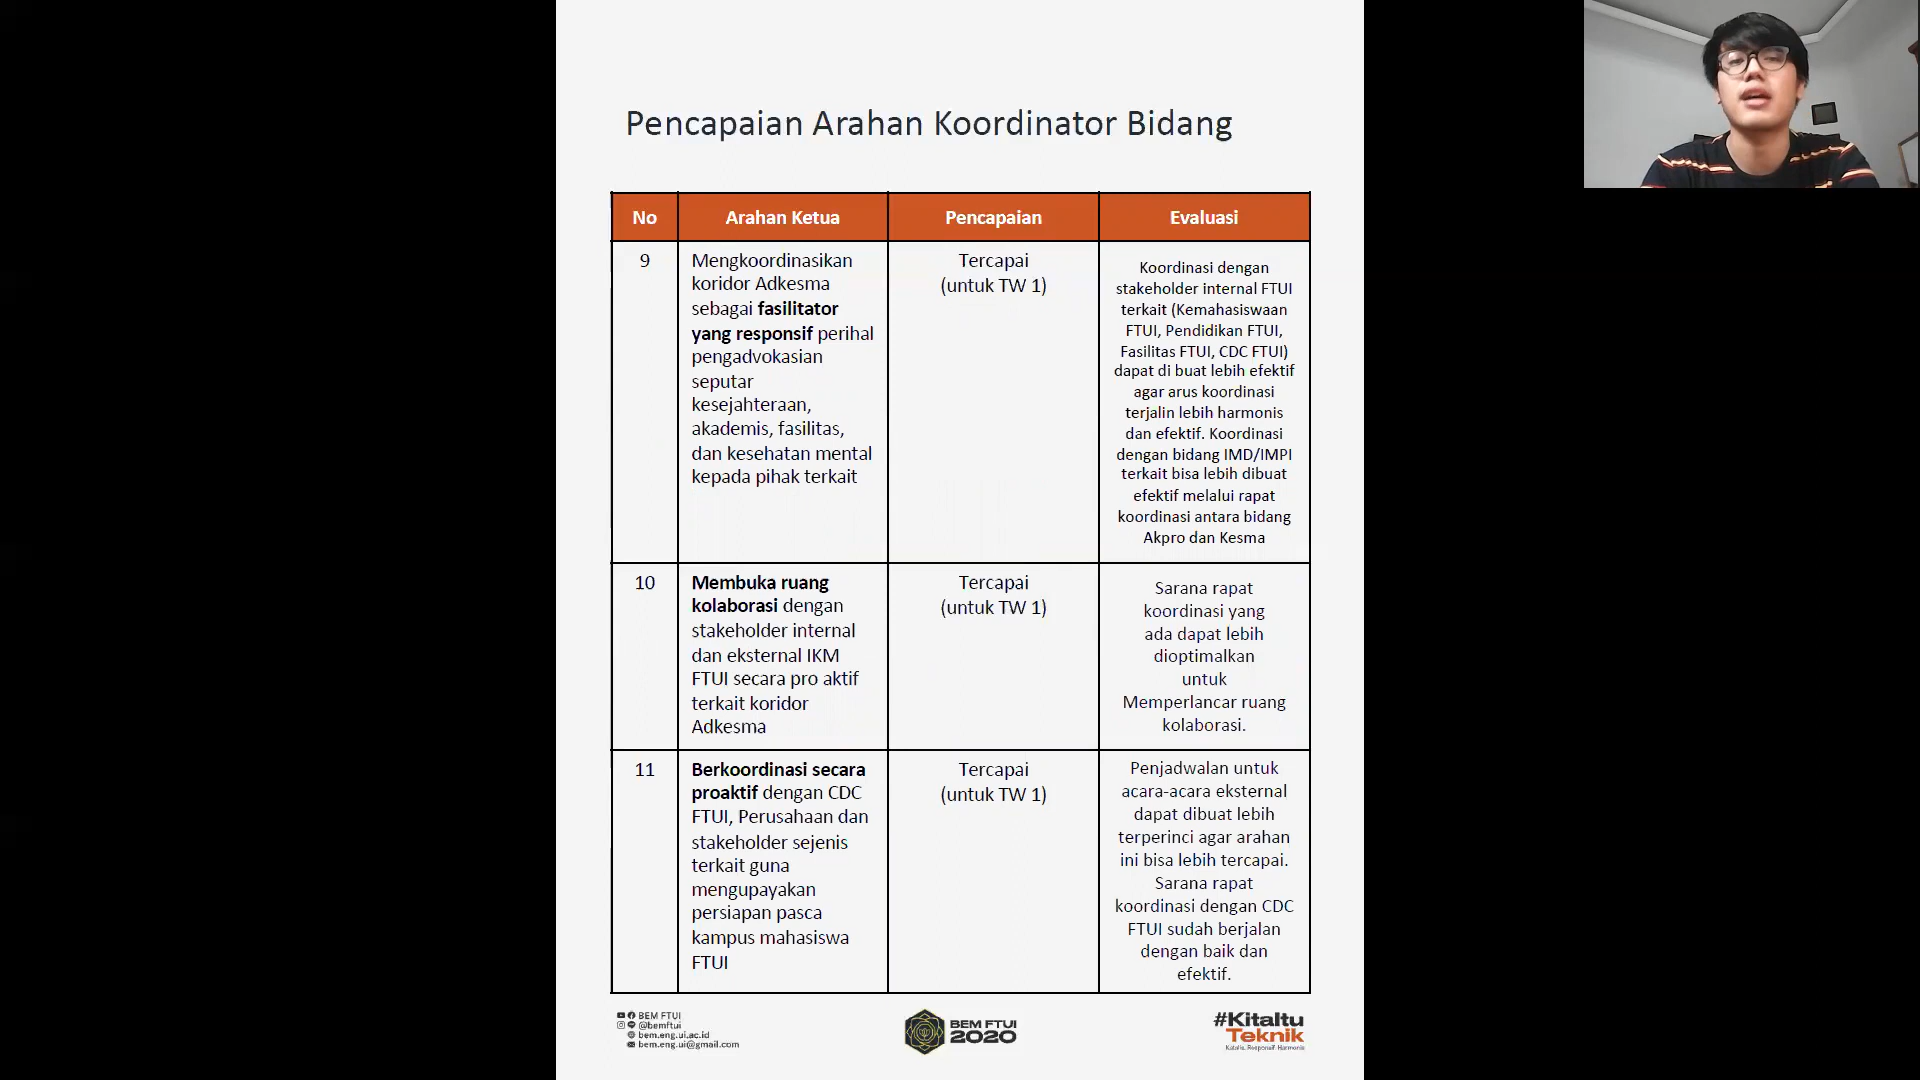 Pencapaian Arahan Koordinator Bidang
No
Arahan Ketua
Pencapaian
Evaluasi
9
Mengkoordinasikan
koridor Adkesma
sebagai fasilitator
yang responsif perihal
pengadvokasian
seputar
kesejahteraan,
akademis, fasilitas,
dan kesehatan mental
kepada pihak terkait
Tercapai
(untuk TW 1)
Koordinasi dengan
stakeholder internal FTUI
terkait (Kemahasiswaan
FTUI, Pendidikan FTUI,
Fasilitas FTUI, CDC FTUI)
dapat di buat lebih efektif
agar arus koordinasi
terjalin lebih harmonis
dan efektif. Koordinasi
dengan bidang IMD/IMPI
terkait bisa lebih dibuat
efektif melalui rapat
koordinasi antara bidang
Akpro dan Kesma
10
Membuka ruang
kolaborasi dengan
stakeholder internal
dan eksternal IKM
FTUI secara pro aktif
terkait koridor
Adkesma
Tercapai
(untuk TW 1)
Sarana rapat
koordinasi yang
ada dapat lebih
dioptimalkan
untuk
Memperlancar ruang
kolaborasi.
11
Berkoordinasi secara
proaktif dengan CDC
FTUI, Perusahaan dan
stakeholder sejenis
terkait guna
mengupayakan
persiapan pasca
kampus mahasiswa
FTUI
Tercapai
(untuk TW 1)
Penjadwalan untuk
acara-acara eksternal
dapat dibuat lebih
terperinci agar arahan
ini bisa lebih tercapai.
Sarana rapat
koordinasi dengan CDC
FTUI sudah berjalan
dengan baik dan
efektif.
BEM FTUI
@bemftui
bem.eng.ui.ac.id
bem.eng.ui@gmail.com
BEM FTUI
2020
#KitaItu
Teknik
Katalis. Responsif. Harmonis